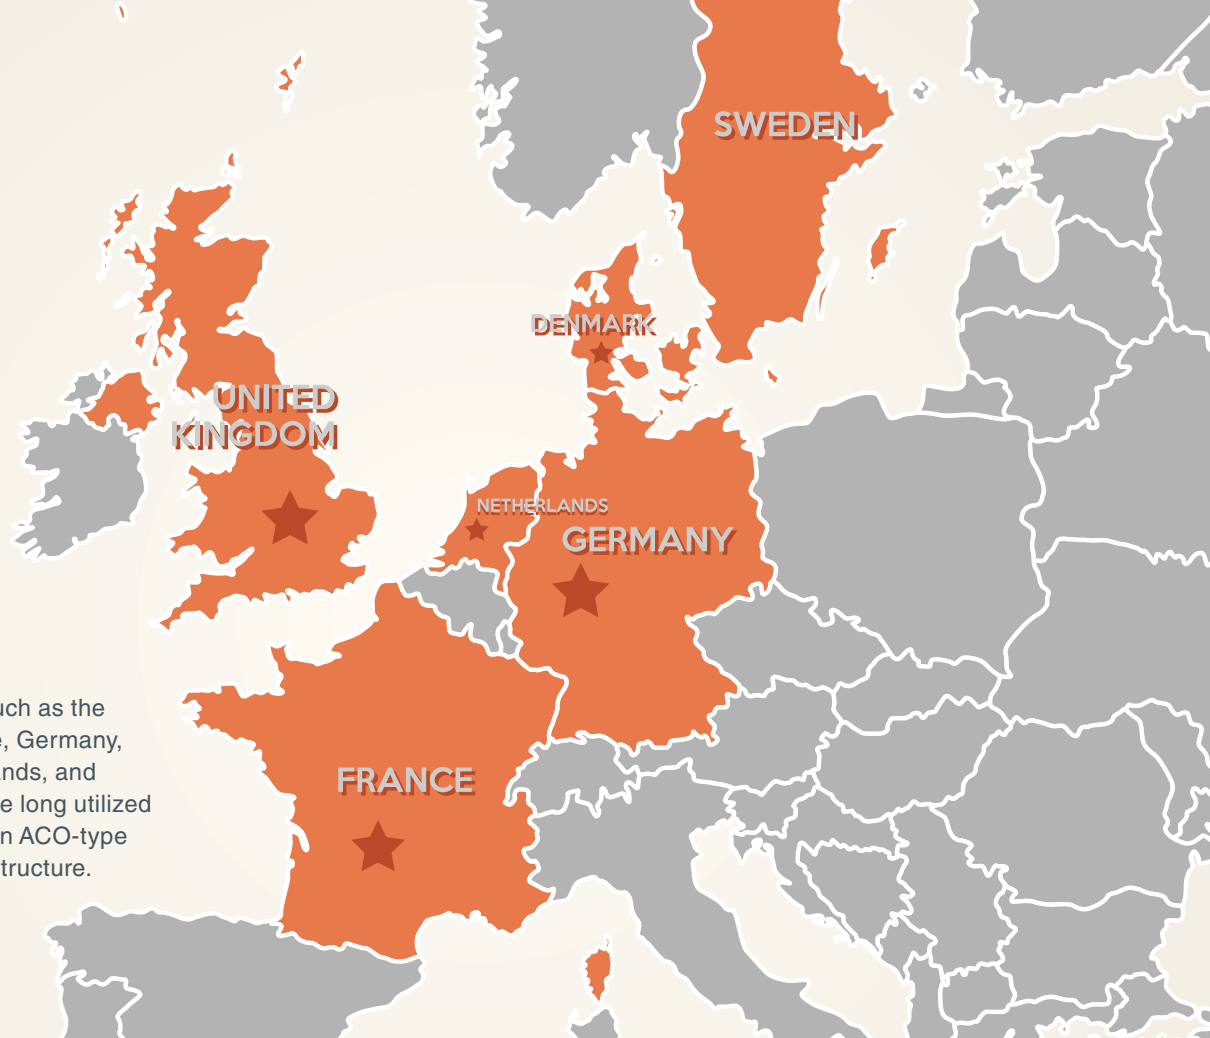 SWEDEN
DENMARK
UNITED
KINGDOM
NETHERLANDS
GERMANY
FRANCE
uch as the
, Germany,
nds, and
e long utilized
n ACO-type
tructure.